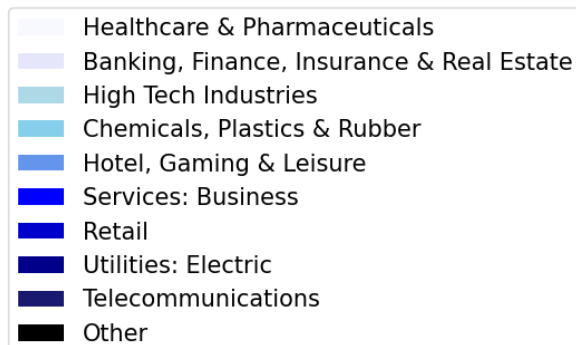 Healthcare & Pharmaceuticals
Banking, Finance, Insurance & Real Estate
High Tech Industries
Chemicals, Plastics & Rubber
Hotel, Gaming & Leisure
Services: Business
Retail
Utilities: Electric
Telecommunications
Other